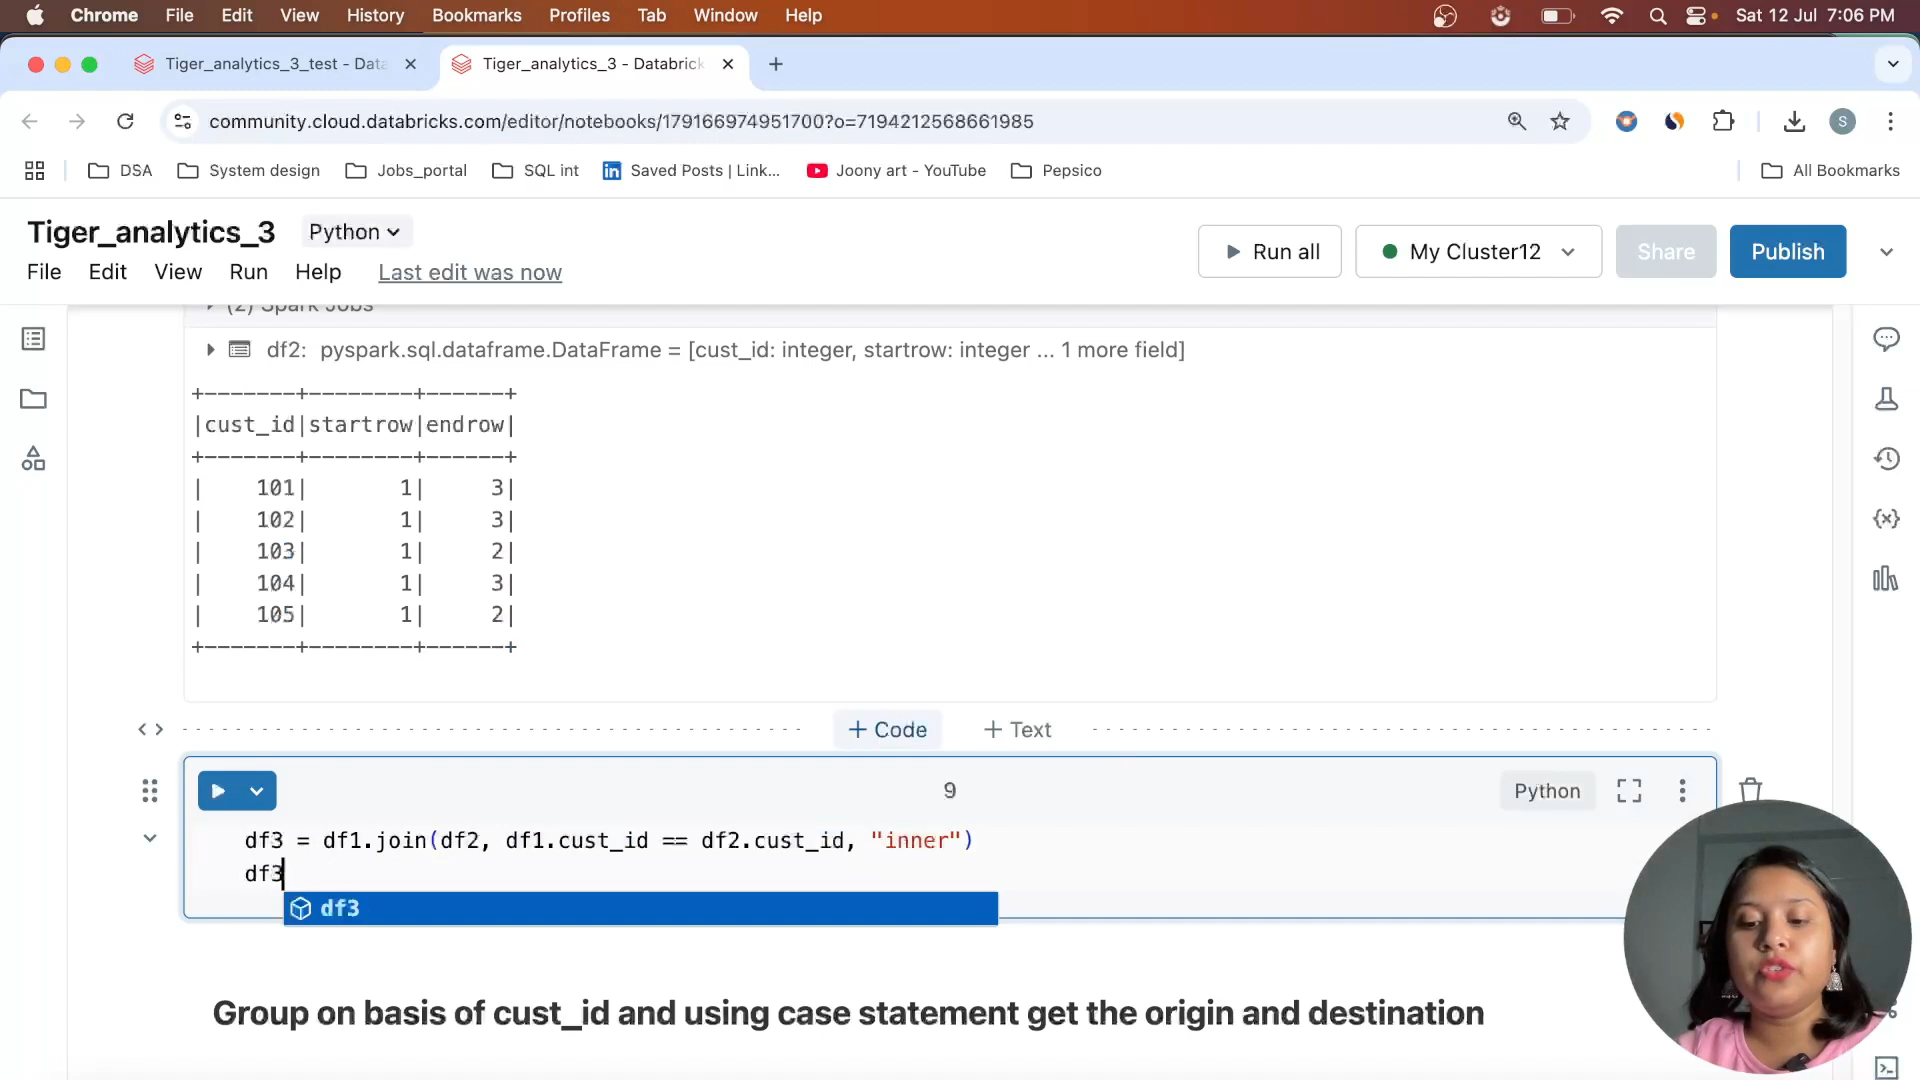 Chrome File Edit View History Bookmarks Profiles Tab Window Help Sat 12 Jul 7:06 PM
Tiger_analytics_3_test - Data
Tiger_analytics_3 - Databrick
community.cloud.databricks.com/editor/notebooks/179166974951700?o=7194212568661985
S
DSA System design Jobs_portal SQL int Saved Posts | Link... Joony art - YouTube Pepsico All Bookmarks
Tiger_analytics_3 Python
Run all My Cluster12 Share Publish
File Edit View Run Help Last edit was now
(2) Spark Jobs
df2: pyspark.sql.dataframe.DataFrame = [cust_id: integer, startrow: integer ... 1 more field]
+-------+--------+------+
|cust_id|startrow|endrow|
+-------+--------+------+
|    101|       1|     3|
|    102|       1|     3|
|    103|       1|     2|
|    104|       1|     3|
|    105|       1|     2|
+-------+--------+------+
+ Code + Text
9
Python
df3 = df1.join(df2, df1.cust_id == df2.cust_id, "inner")
df3
df3
Group on basis of cust_id and using case statement get the origin and destination